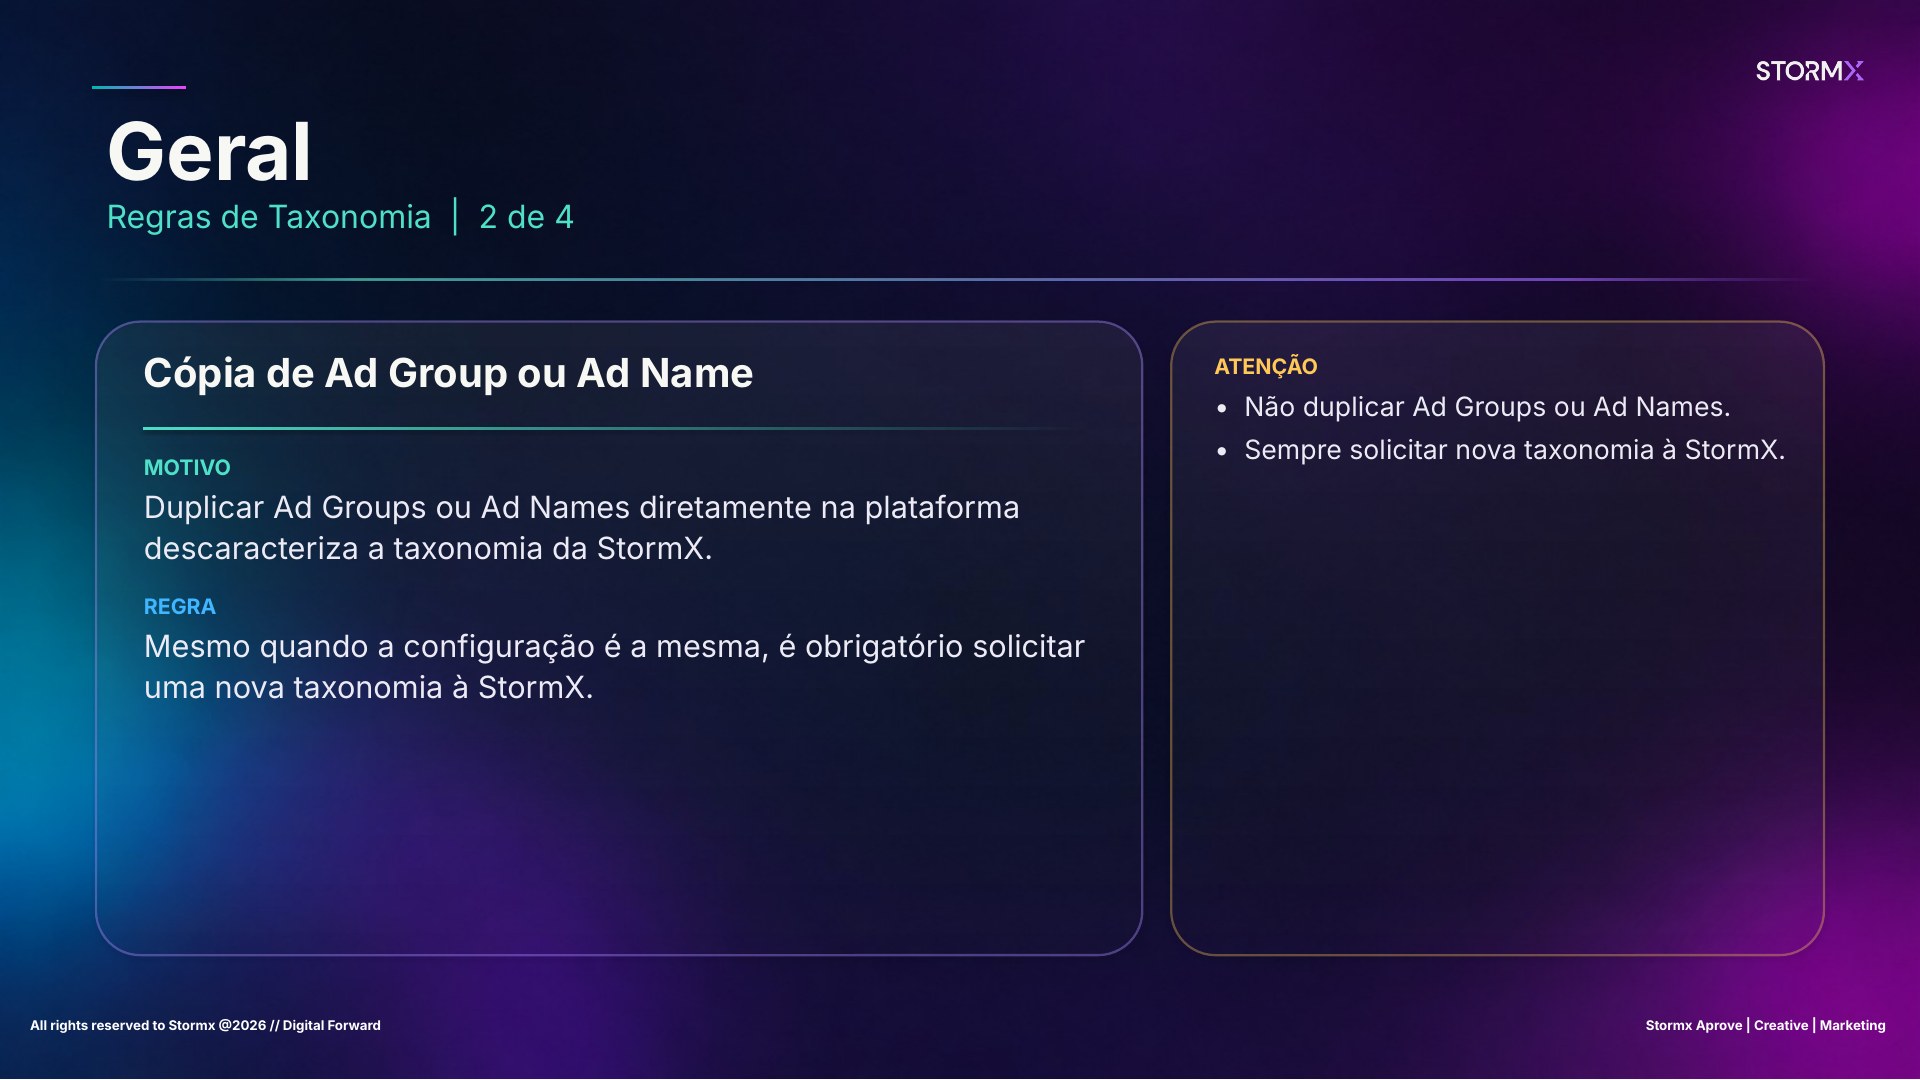 STORMX
Geral
Regras de Taxonomia | 2 de 4
Cópia de Ad Group ou Ad Name
MOTIVO
Duplicar Ad Groups ou Ad Names diretamente na plataforma
descaracteriza a taxonomia da StormX.
REGRA
Mesmo quando a configuração é a mesma, é obrigatório solicitar
uma nova taxonomia à StormX.
ATENÇÃO
• Não duplicar Ad Groups ou Ad Names.
• Sempre solicitar nova taxonomia à StormX.
All rights reserved to Stormx @2026 // Digital Forward
Stormx Aprove | Creative | Marketing